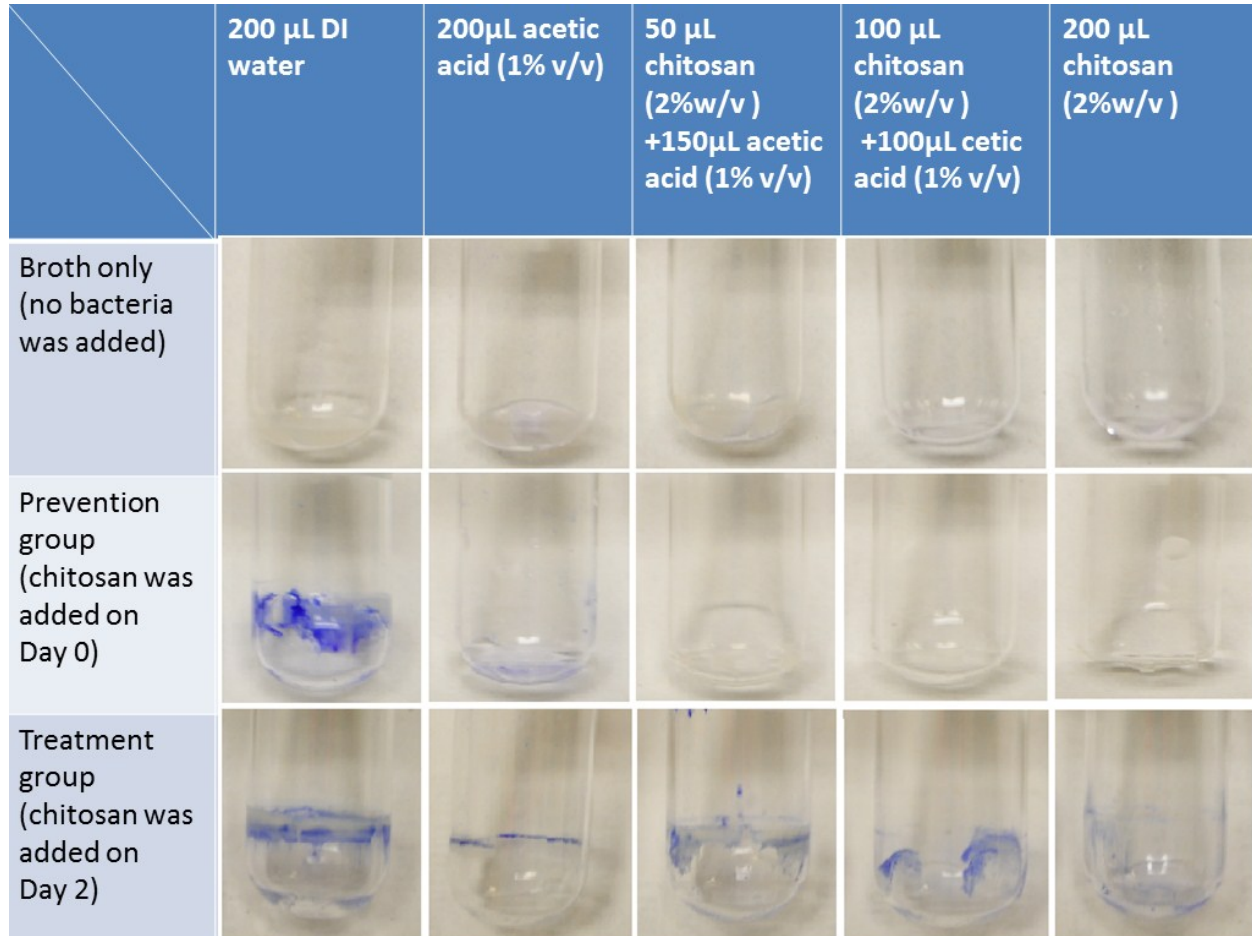 200 µL DI
water
200µL acetic
acid (1% v/v)
50 µL
chitosan
(2%w/v )
+150µL acetic
acid (1% v/v)
100 µL
chitosan
(2%w/v )
+100µL cetic
acid (1% v/v)
200 µL
chitosan
(2%w/v )
Broth only
(no bacteria
was added)
Prevention
group
(chitosan was
added on
Day 0)
Treatment
group
(chitosan was
added on
Day 2)